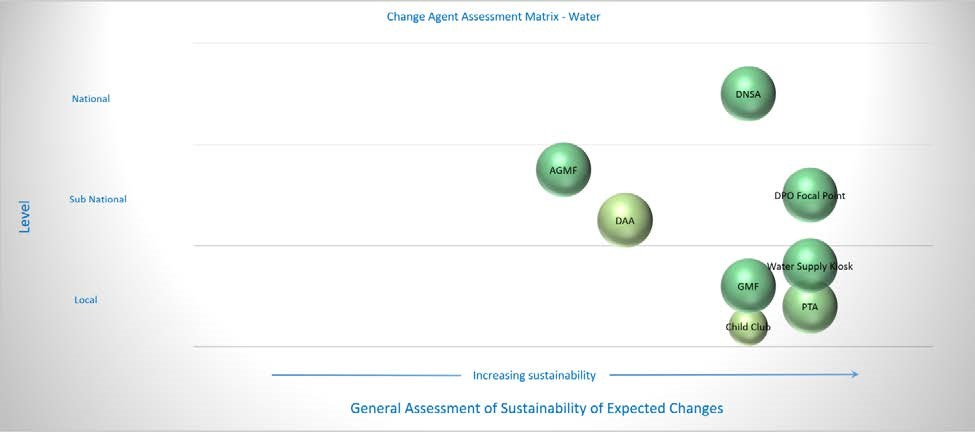 Change Agent Assessment Matrix - Water
National
DNSA
AGMF
DPO Focal Point
Sub National
DAA
Level
Water Supply Kiosk
GMF
Local
PTA
Child Club
Increasing sustainability
General Assessment of Sustainability of Expected Changes